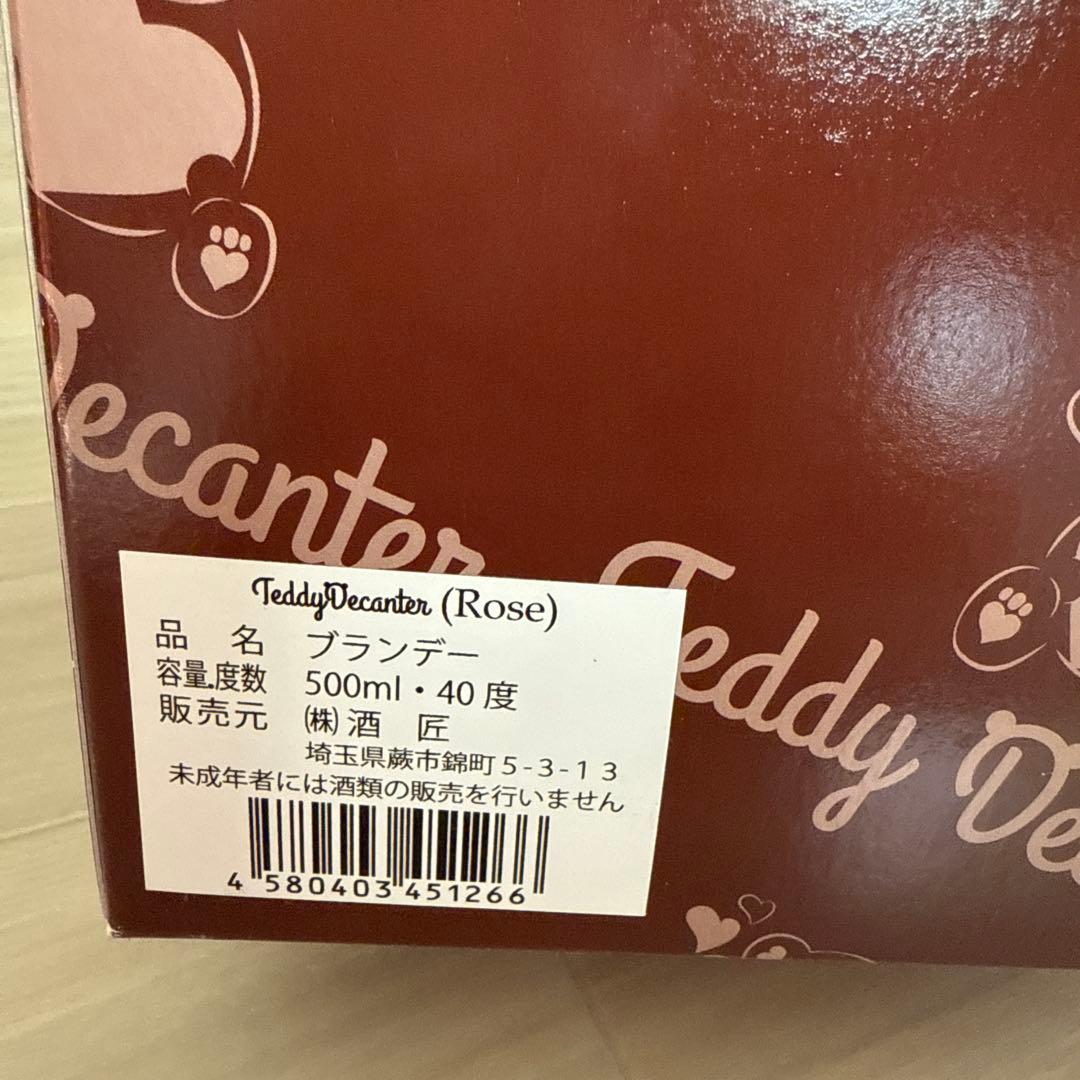 Decanter
Teddy De
TeddyDecanter (Rose)
品　名　ブランデー
容量.度数　500ml・40度
販売元　㈱酒　匠
埼玉県蕨市錦町5-3-13
未成年者には酒類の販売を行いません
4 580403 451266